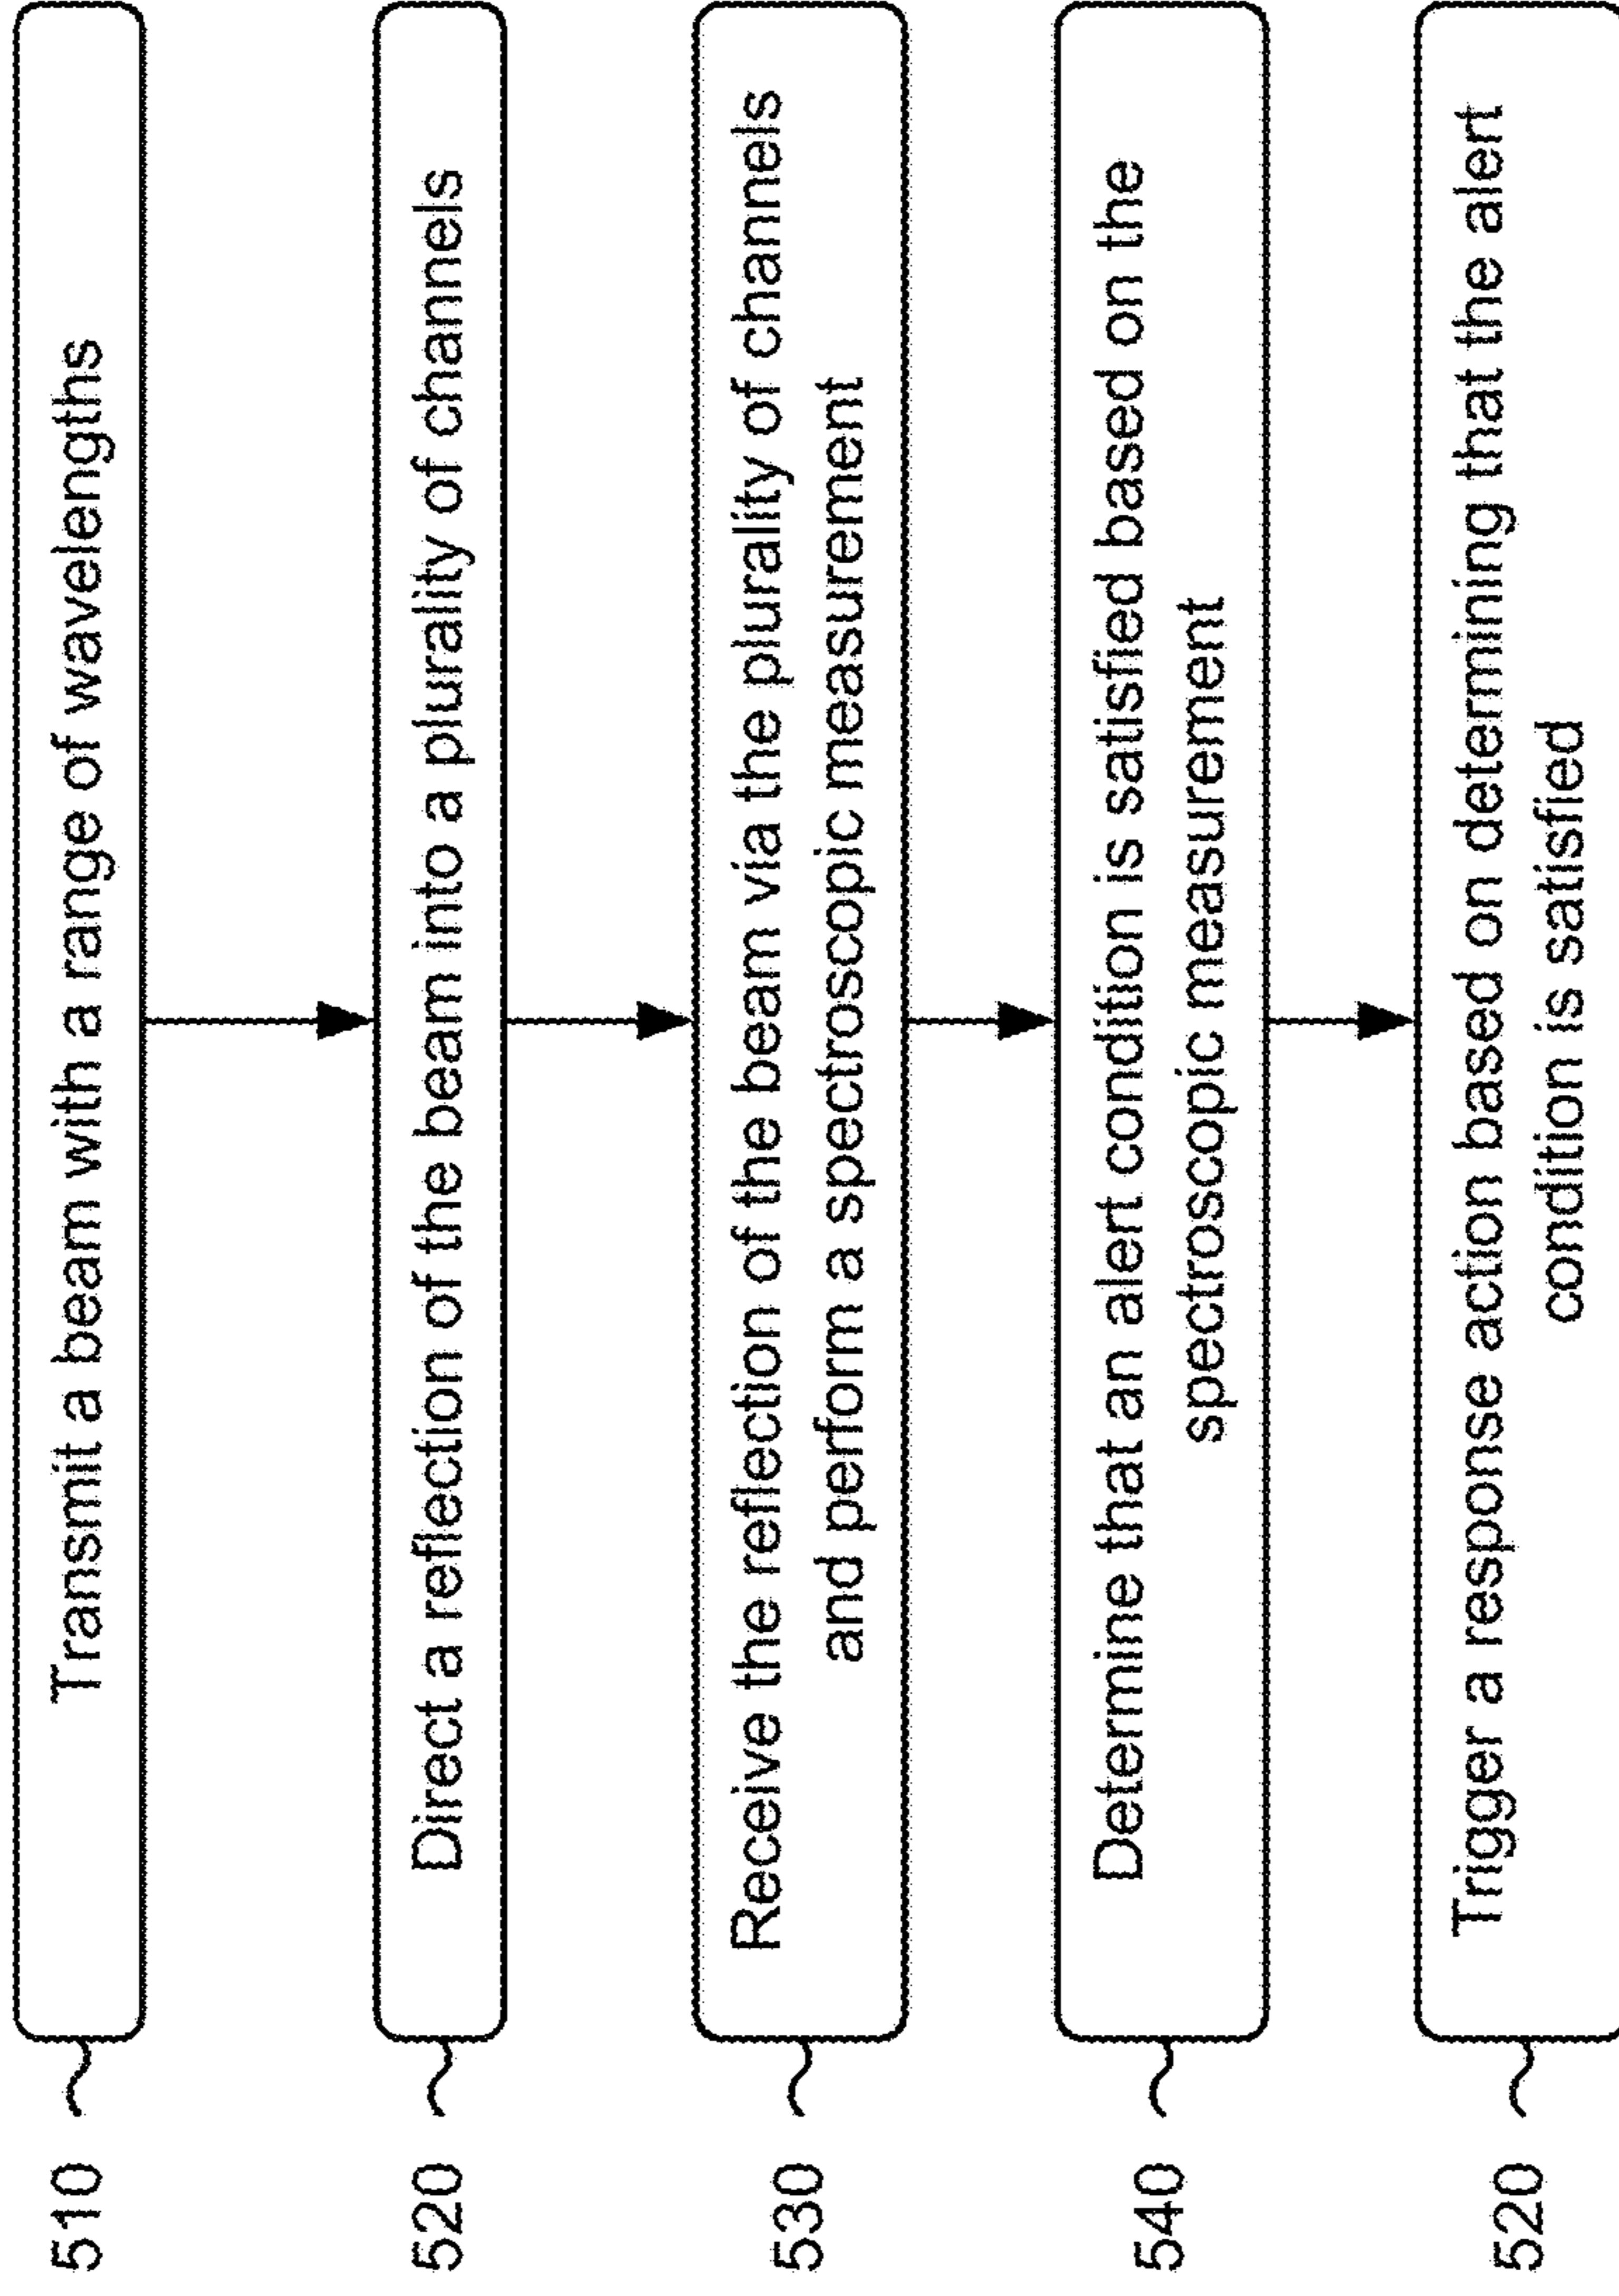 510
Transmit a beam with a range of wavelengths
520
Direct a reflection of the beam into a plurality of channels
530
Receive the reflection of the beam via the plurality of channels
and perform a spectroscopic measurement
540
Determine that an alert condition is satisfied based on the
spectroscopic measurement
520
Trigger a response action based on determining that the alert
condition is satisfied